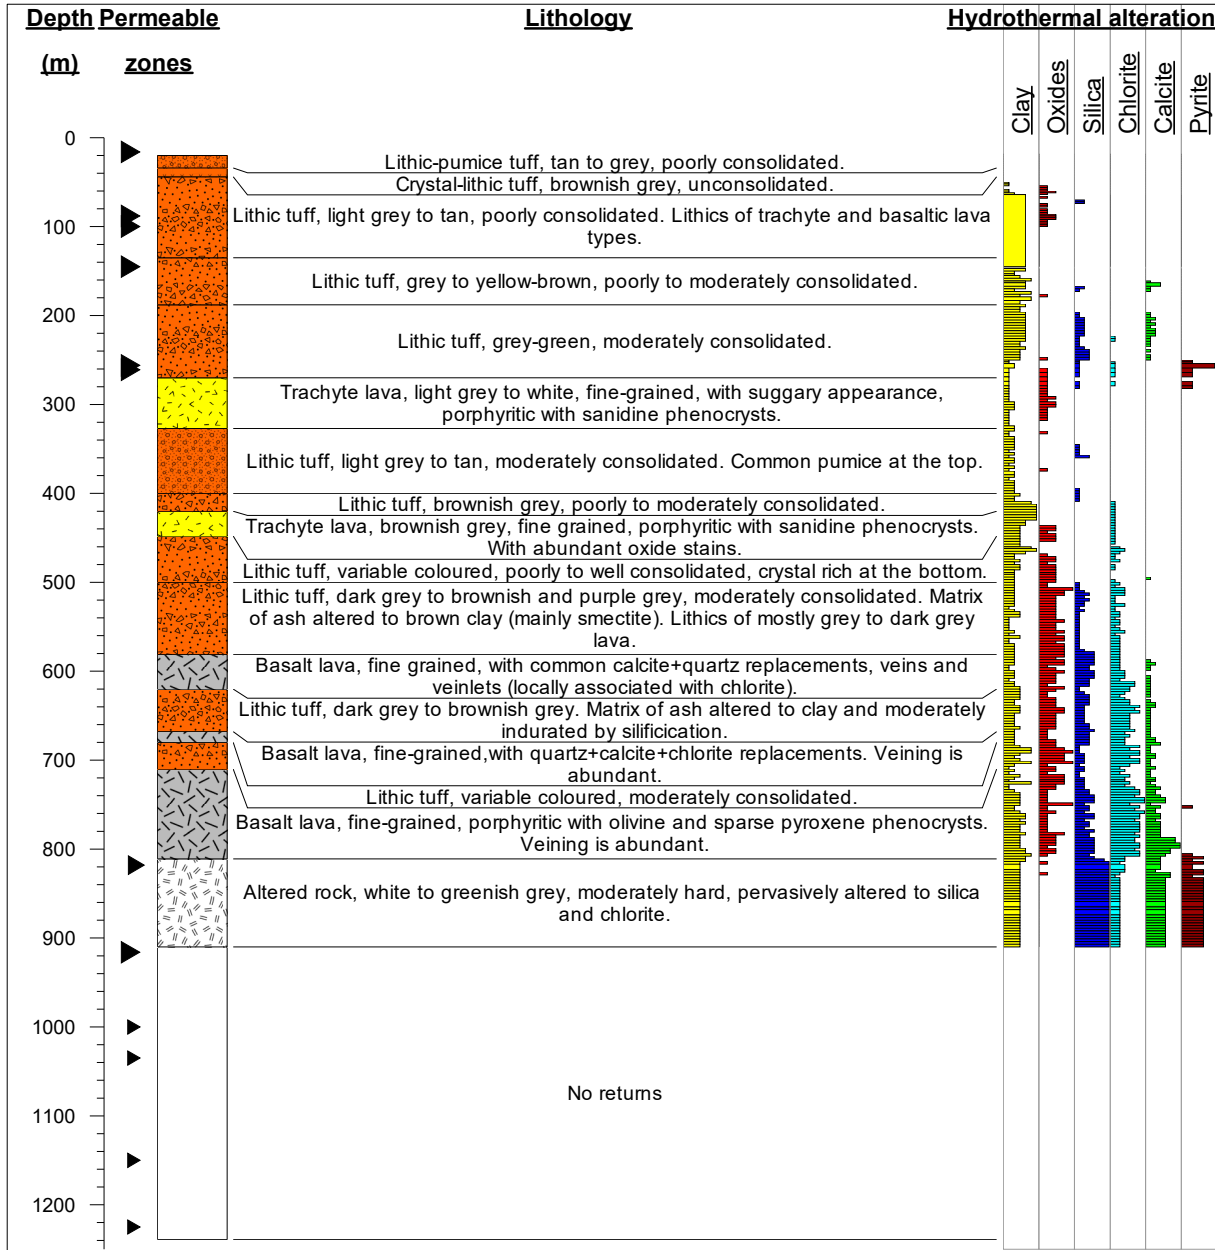 Depth Permeable Lithology Hydrothermal alteration
(m) zones
Clay Oxides Silica Chlorite Calcite Pyrite
0
Lithic-pumice tuff, tan to grey, poorly consolidated.
Crystal-lithic tuff, brownish grey, unconsolidated.
100
Lithic tuff, light grey to tan, poorly consolidated. Lithics of trachyte and basaltic lava
types.
Lithic tuff, grey to yellow-brown, poorly to moderately consolidated.
200
Lithic tuff, grey-green, moderately consolidated.
300
Trachyte lava, light grey to white, fine-grained, with suggary appearance,
porphyritic with sanidine phenocrysts.
Lithic tuff, light grey to tan, moderately consolidated. Common pumice at the top.
400
Lithic tuff, brownish grey, poorly to moderately consolidated.
Trachyte lava, brownish grey, fine grained, porphyritic with sanidine phenocrysts.
With abundant oxide stains.
Lithic tuff, variable coloured, poorly to well consolidated, crystal rich at the bottom.
500
Lithic tuff, dark grey to brownish and purple grey, moderately consolidated. Matrix
of ash altered to brown clay (mainly smectite). Lithics of mostly grey to dark grey
lava.
600
Basalt lava, fine grained, with common calcite+quartz replacements, veins and
veinlets (locally associated with chlorite).
Lithic tuff, dark grey to brownish grey. Matrix of ash altered to clay and moderately
indurated by silification.
700
Basalt lava, fine-grained,with quartz+calcite+chlorite replacements. Veining is
abundant.
Lithic tuff, variable coloured, moderately consolidated.
Basalt lava, fine-grained, porphyritic with olivine and sparse pyroxene phenocrysts.
Veining is abundant.
800
Altered rock, white to greenish grey, moderately hard, pervasively altered to silica
and chlorite.
900
1000
No returns
1100
1200